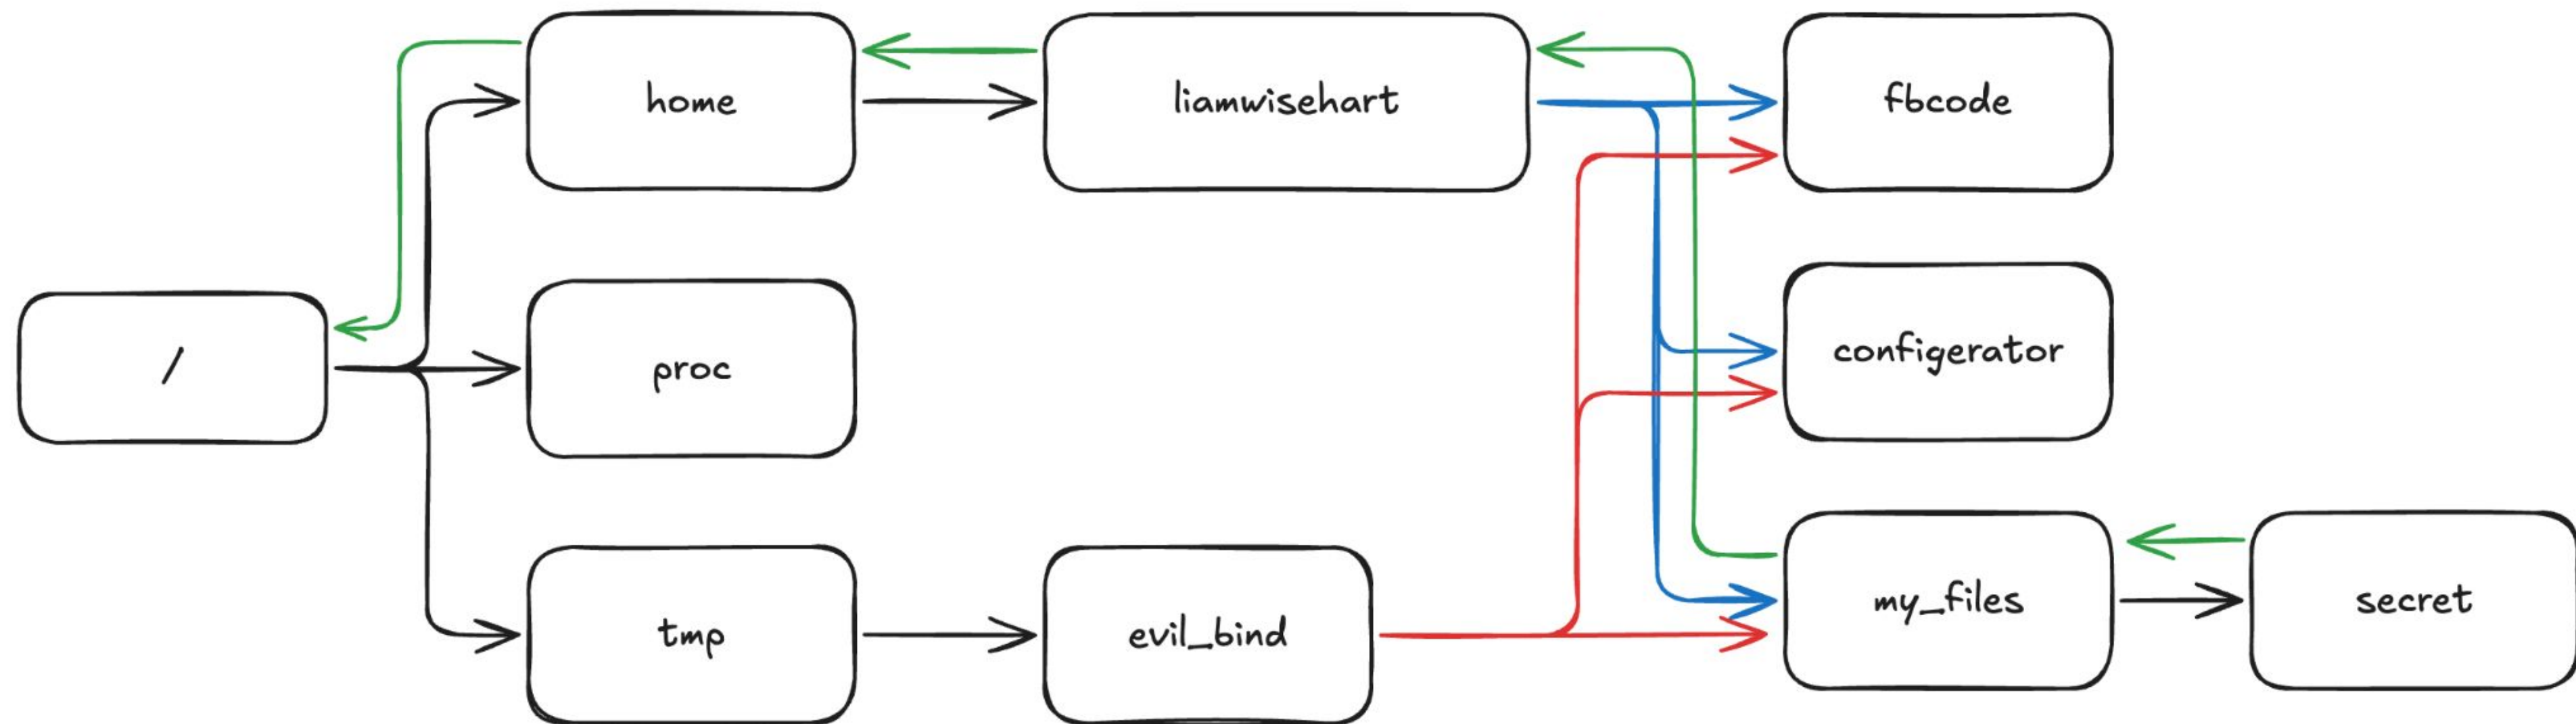 home
liamwisehart
fbcode
/
proc
configerator
tmp
evil_bind
my_files
secret